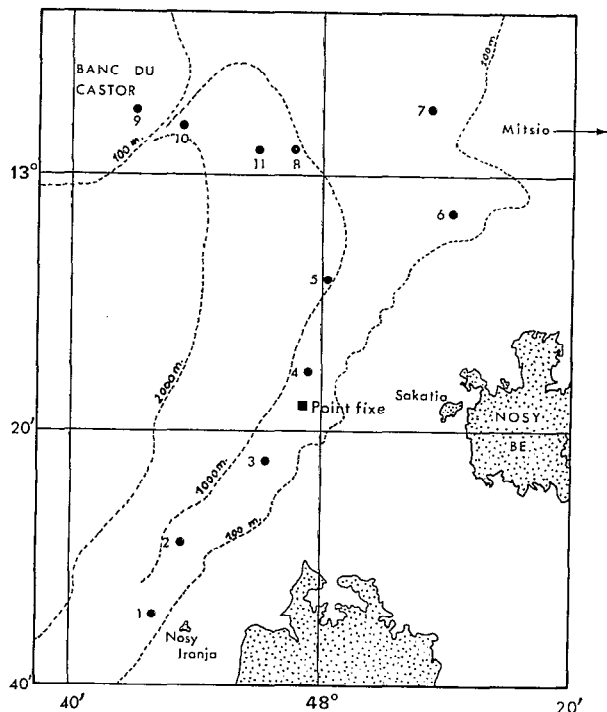 BANC DU
CASTOR
9
10
100 m.
11
8
7
100 m.
Mitsio
13°
6
5
2000 m.
4
Point fixe
Sakatia
NOSY
BE
20'
3
1000 m.
100 m.
2
1
Nosy
Iranja
40'
40'
48°
20'